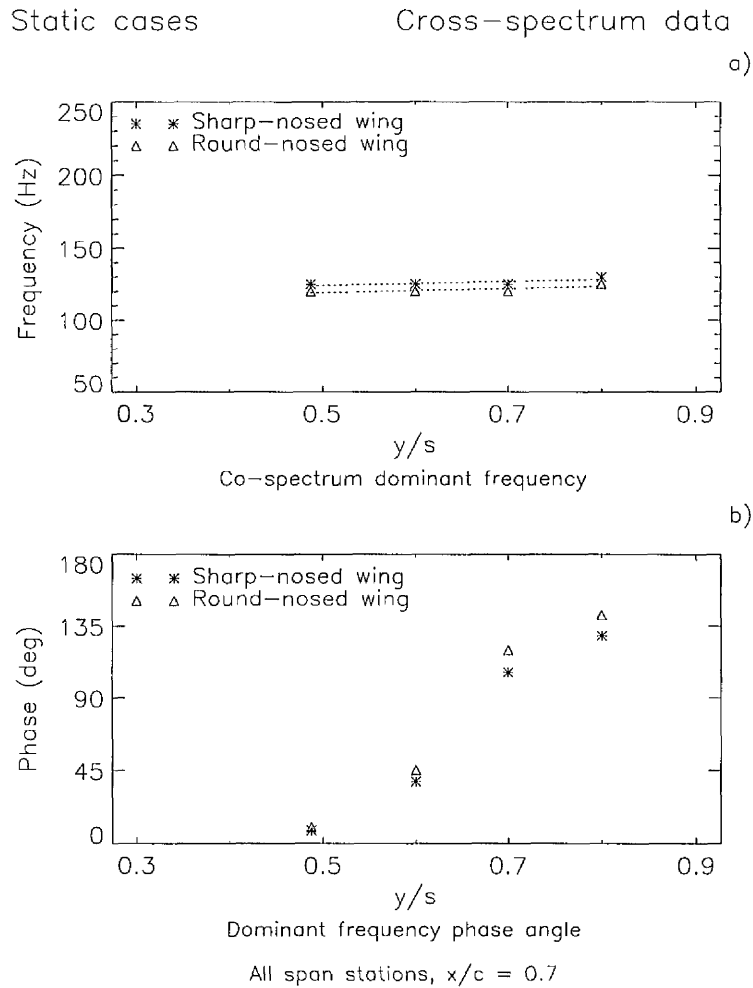 Static cases Cross-spectrum data
a)
250
200
150
100
50
Frequency (Hz)
Sharp-nosed wing
Round-nosed wing
0.3 0.5 0.7 0.9
y/s
Co-spectrum dominant frequency
b)
180
135
90
45
0
Phase (deg)
Sharp-nosed wing
Round-nosed wing
0.3 0.5 0.7 0.9
y/s
Dominant frequency phase angle
All span stations, x/c = 0.7